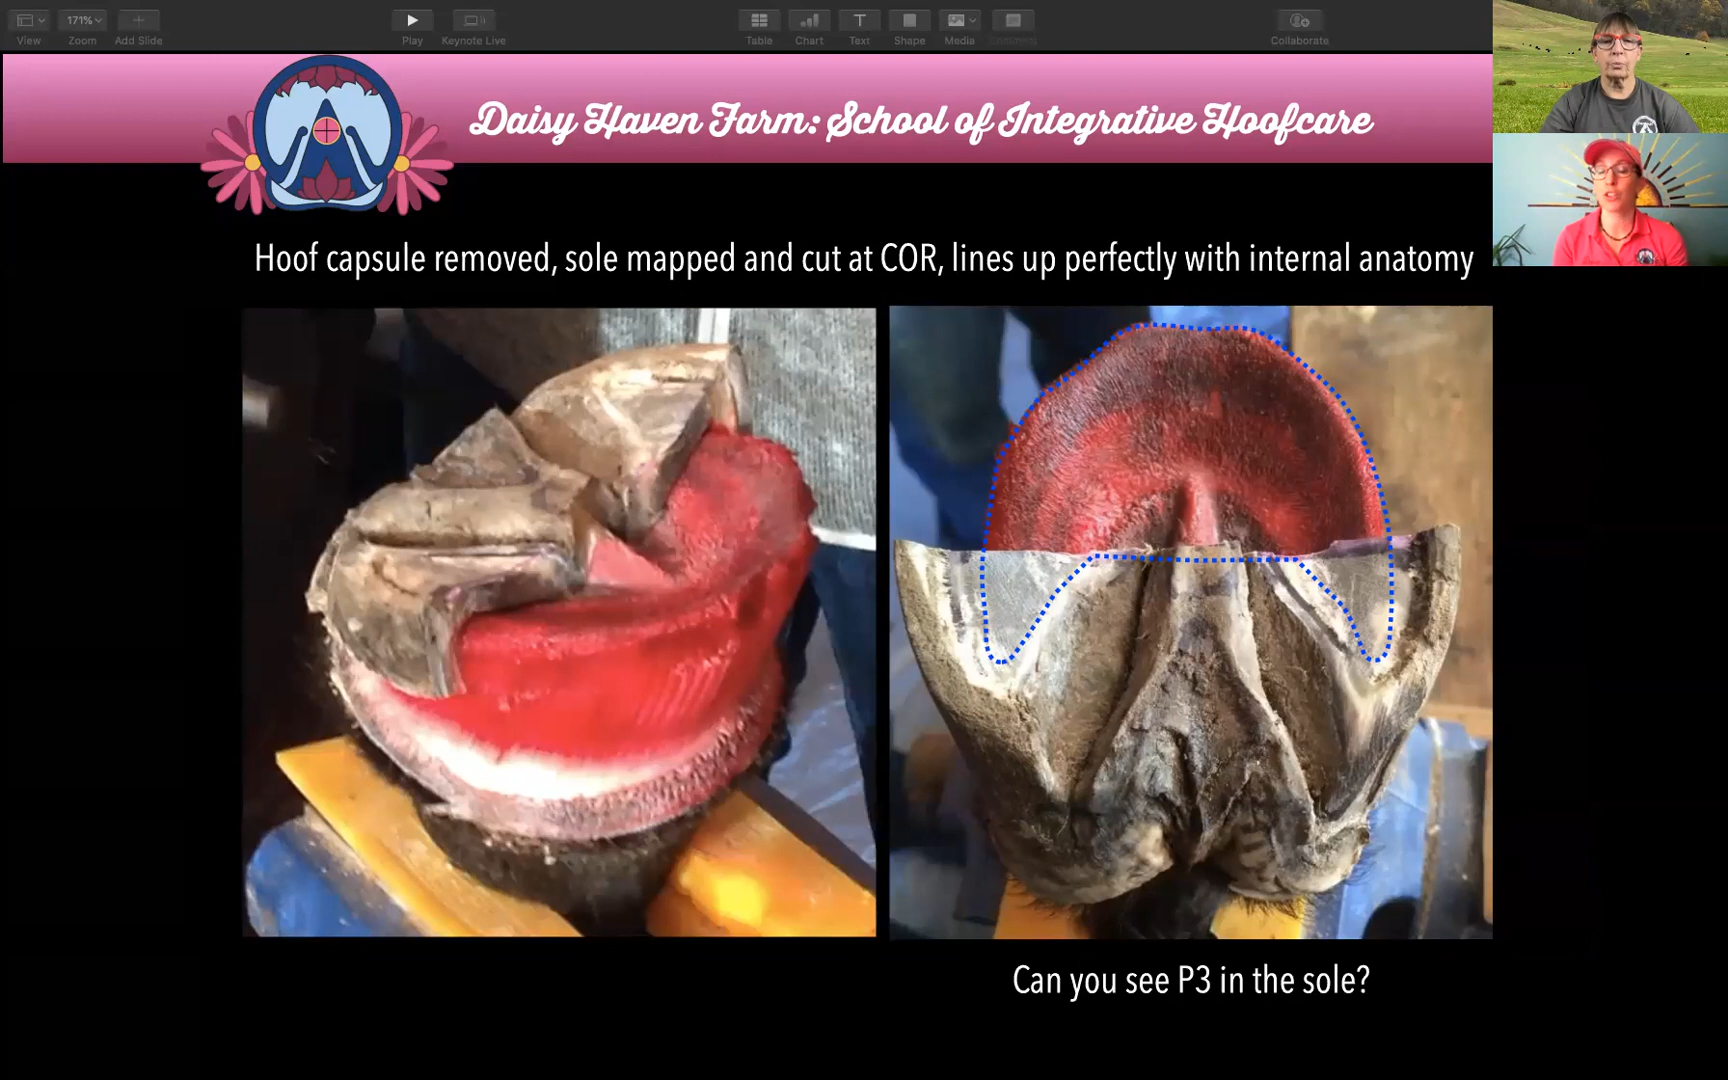 171%
View
Zoom
Add Slide
Play
Keynote Live
Table
Chart
Text
Shape
Media
Comment
Collaborate
Daisy Haven Farm: School of Integrative Hoofcare
Hoof capsule removed, sole mapped and cut at COR, lines up perfectly with internal anatomy
Can you see P3 in the sole?